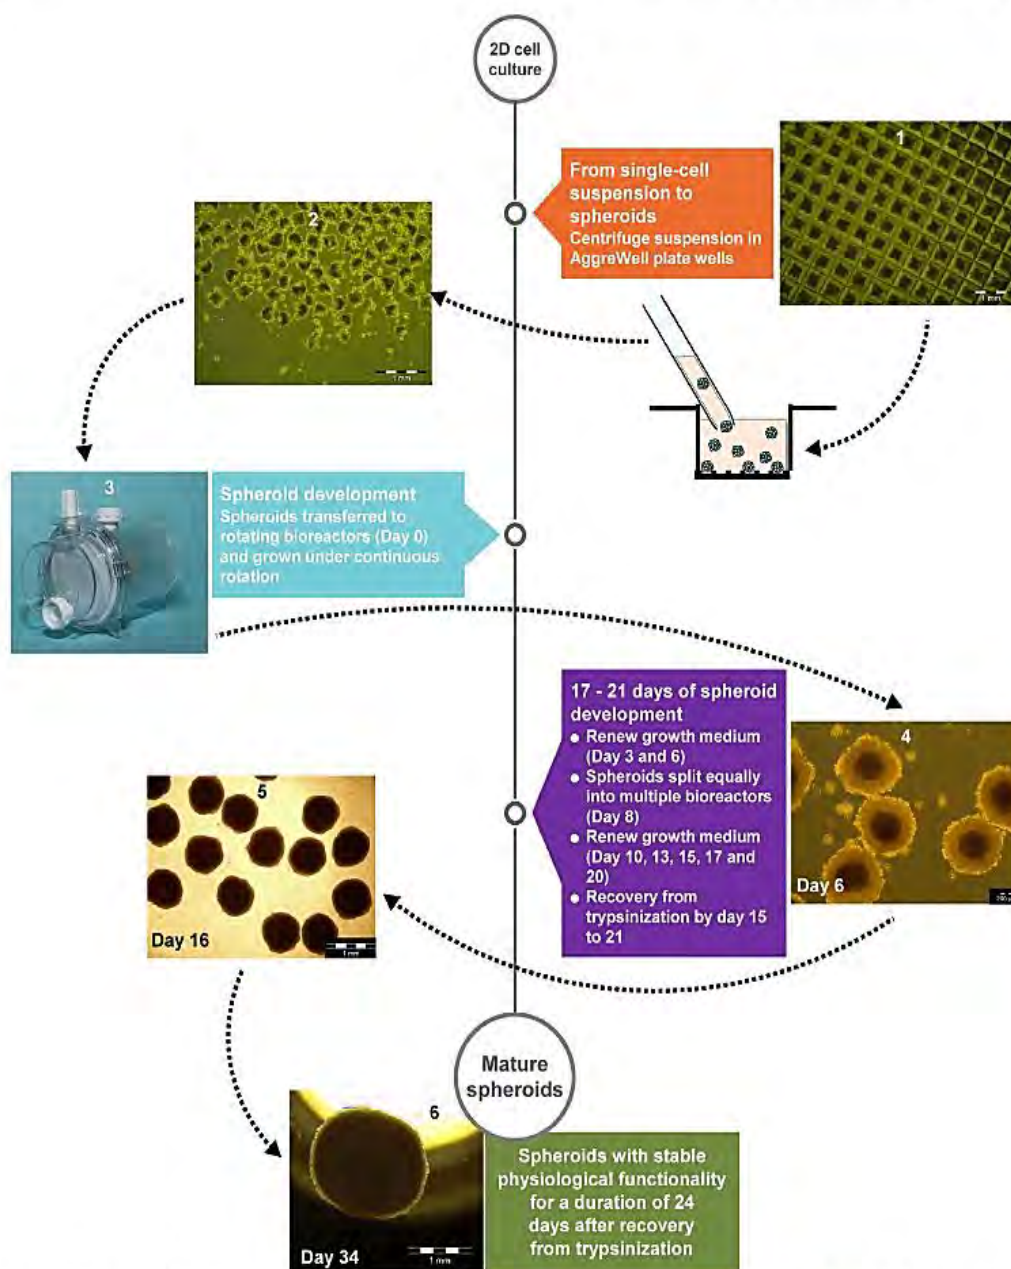 2D cell
culture
From single-cell
suspension to
spheroids
Centrifuge suspension in
AggreWell plate wells
1
1 mm
2
1 mm
3
Spheroid development
Spheroids transferred to
rotating bioreactors (Day 0)
and grown under continuous
rotation
17 - 21 days of spheroid
development
● Renew growth medium
(Day 3 and 6)
● Spheroids split equally
into multiple bioreactors
(Day 8)
● Renew growth medium
(Day 10, 13, 15, 17 and
20)
● Recovery from
trypsinization by day 15
to 21
4
Day 6
5
Day 16
1 mm
Mature
spheroids
6
Day 34
1 mm
Spheroids with stable
physiological functionality
for a duration of 24
days after recovery
from trypsinization